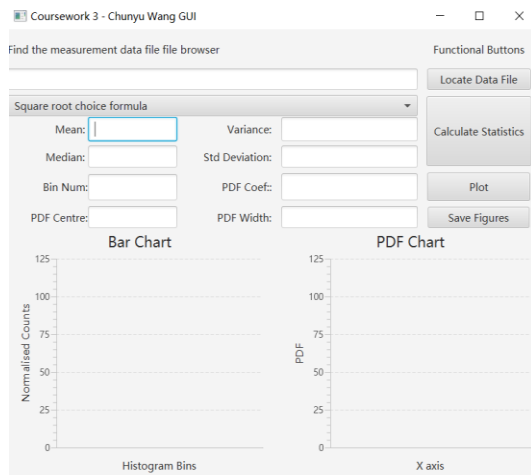 Coursework 3 - Chunyu Wang GUI
Find the measurement data file file browser
Functional Buttons
Locate Data File
Square root choice formula
Mean:
Variance:
Calculate Statistics
Median:
Std Deviation:
Bin Num:
PDF Coef::
Plot
PDF Centre:
PDF Width:
Save Figures
Bar Chart
125
100
75
50
25
0
Normalised Counts
Histogram Bins
PDF Chart
125
100
75
50
25
0
PDF
X axis